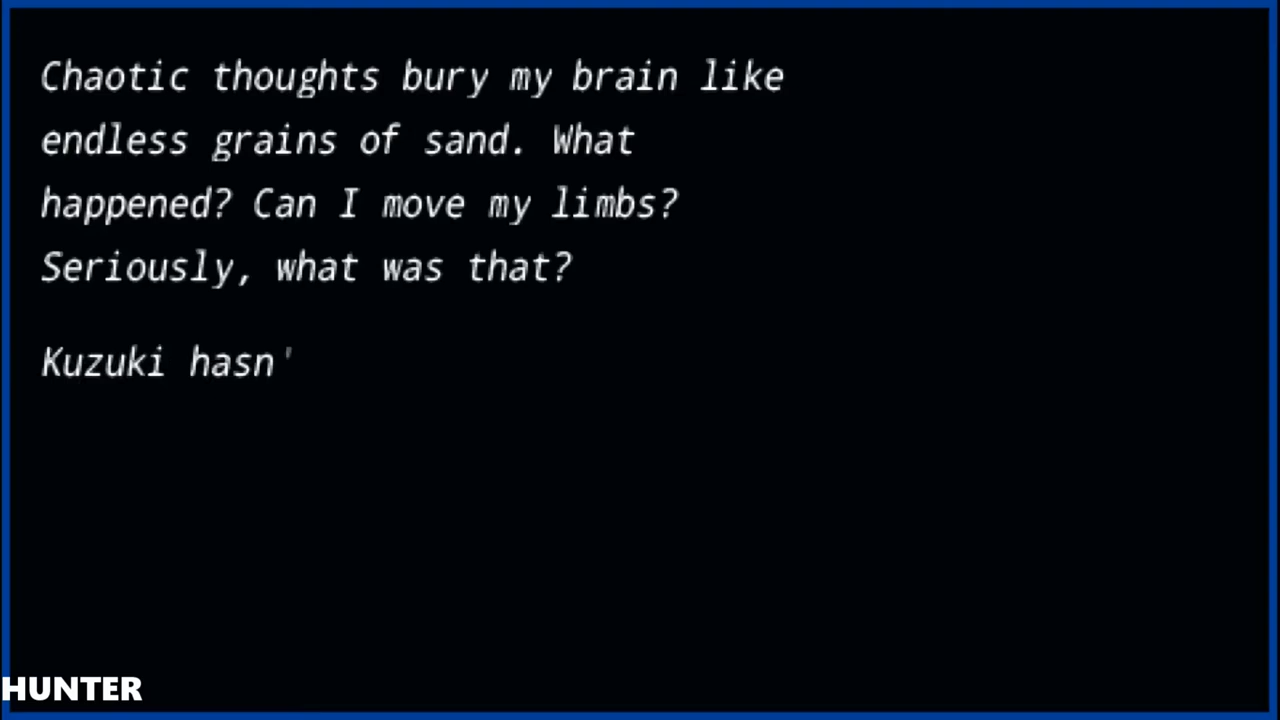 Chaotic thoughts bury my brain like
endless grains of sand. What
happened? Can I move my limbs?
Seriously, what was that?
Kuzuki hasn'
HUNTER